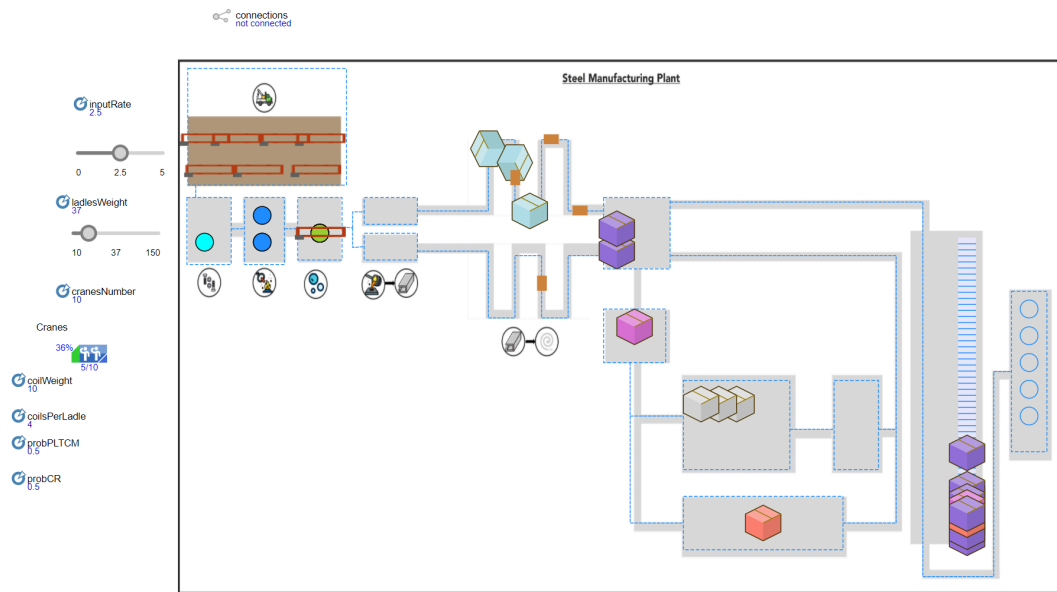 connections
not connected
Steel Manufacturing Plant
inputRate
2.5
0 2.5 5
ladlesWeight
37
10 37 150
cranesNumber
10
Cranes
36%
5/10
coilWeight
10
coilsPerLadle
4
probPLTCM
0.5
probCR
0.5